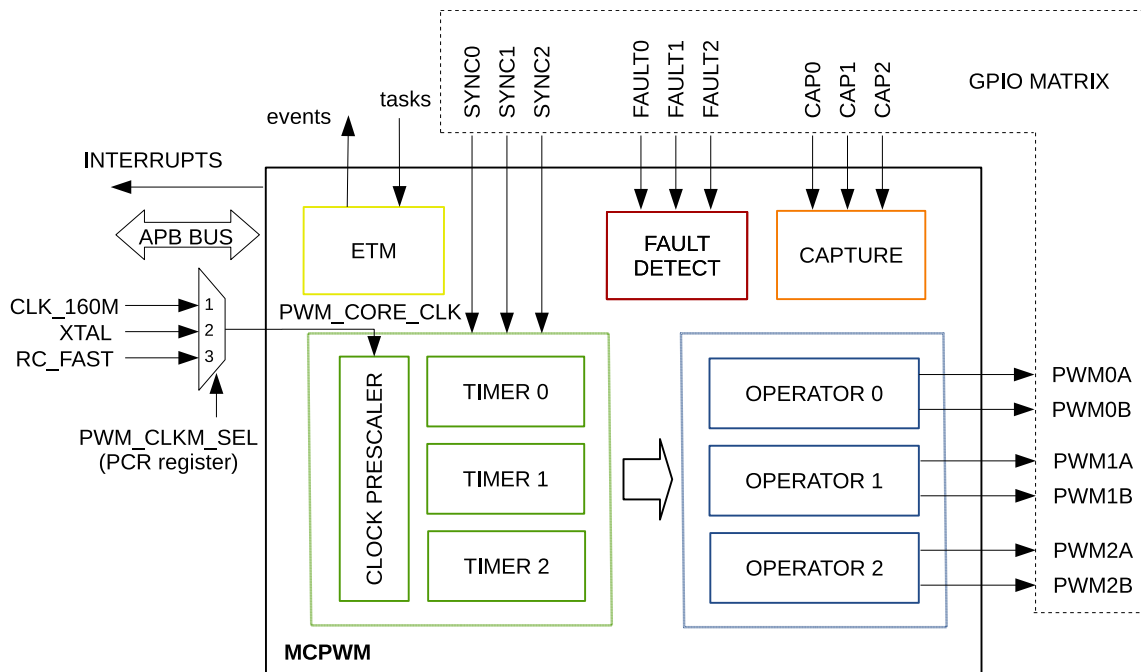 SYNC0
SYNC1
SYNC2
FAULT0
FAULT1
FAULT2
CAP0
CAP1
CAP2
GPIO MATRIX
events
tasks
INTERRUPTS
APB BUS
ETM
FAULT
DETECT
CAPTURE
CLK_160M
XTAL
RC_FAST
1
2
3
PWM_CORE_CLK
PWM_CLKM_SEL
(PCR register)
CLOCK PRESCALER
TIMER 0
TIMER 1
TIMER 2
OPERATOR 0
OPERATOR 1
OPERATOR 2
PWM0A
PWM0B
PWM1A
PWM1B
PWM2A
PWM2B
MCPWM